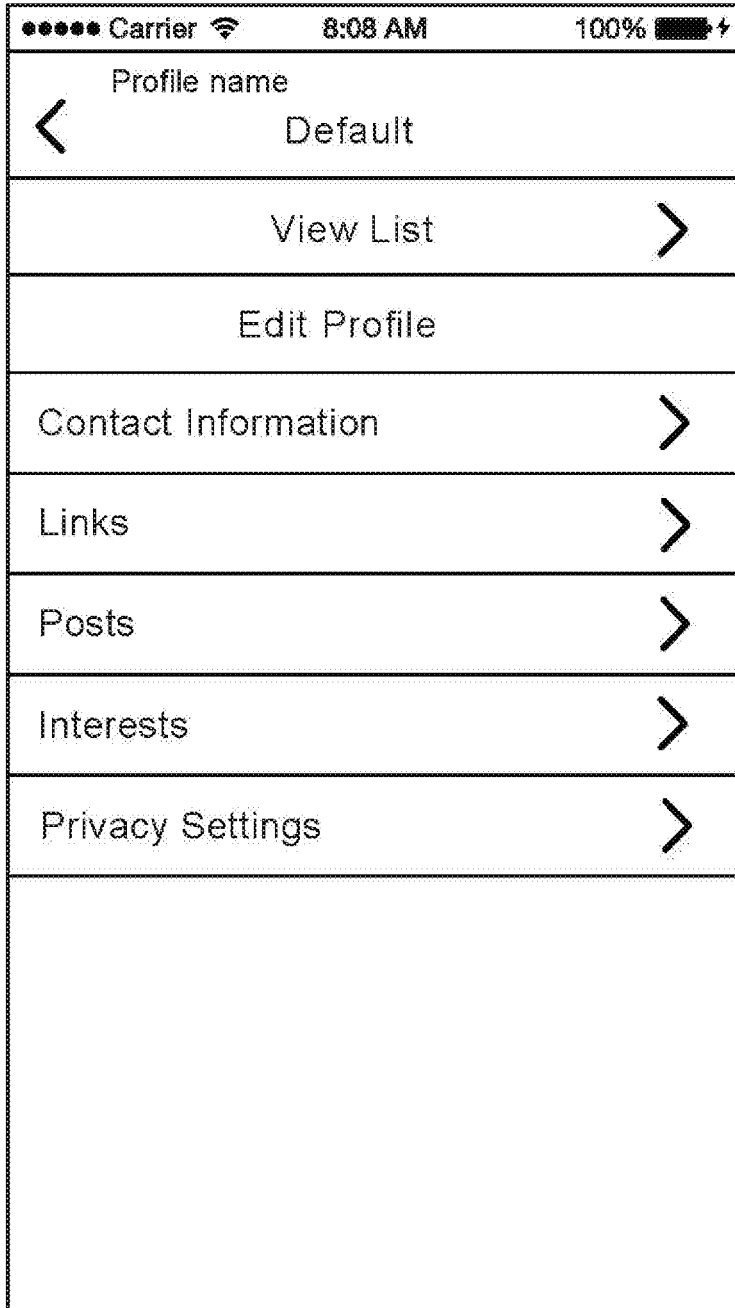 Carrier 8:08 AM 100%
Profile name
Default
View List
Edit Profile
Contact Information
Links
Posts
Interests
Privacy Settings